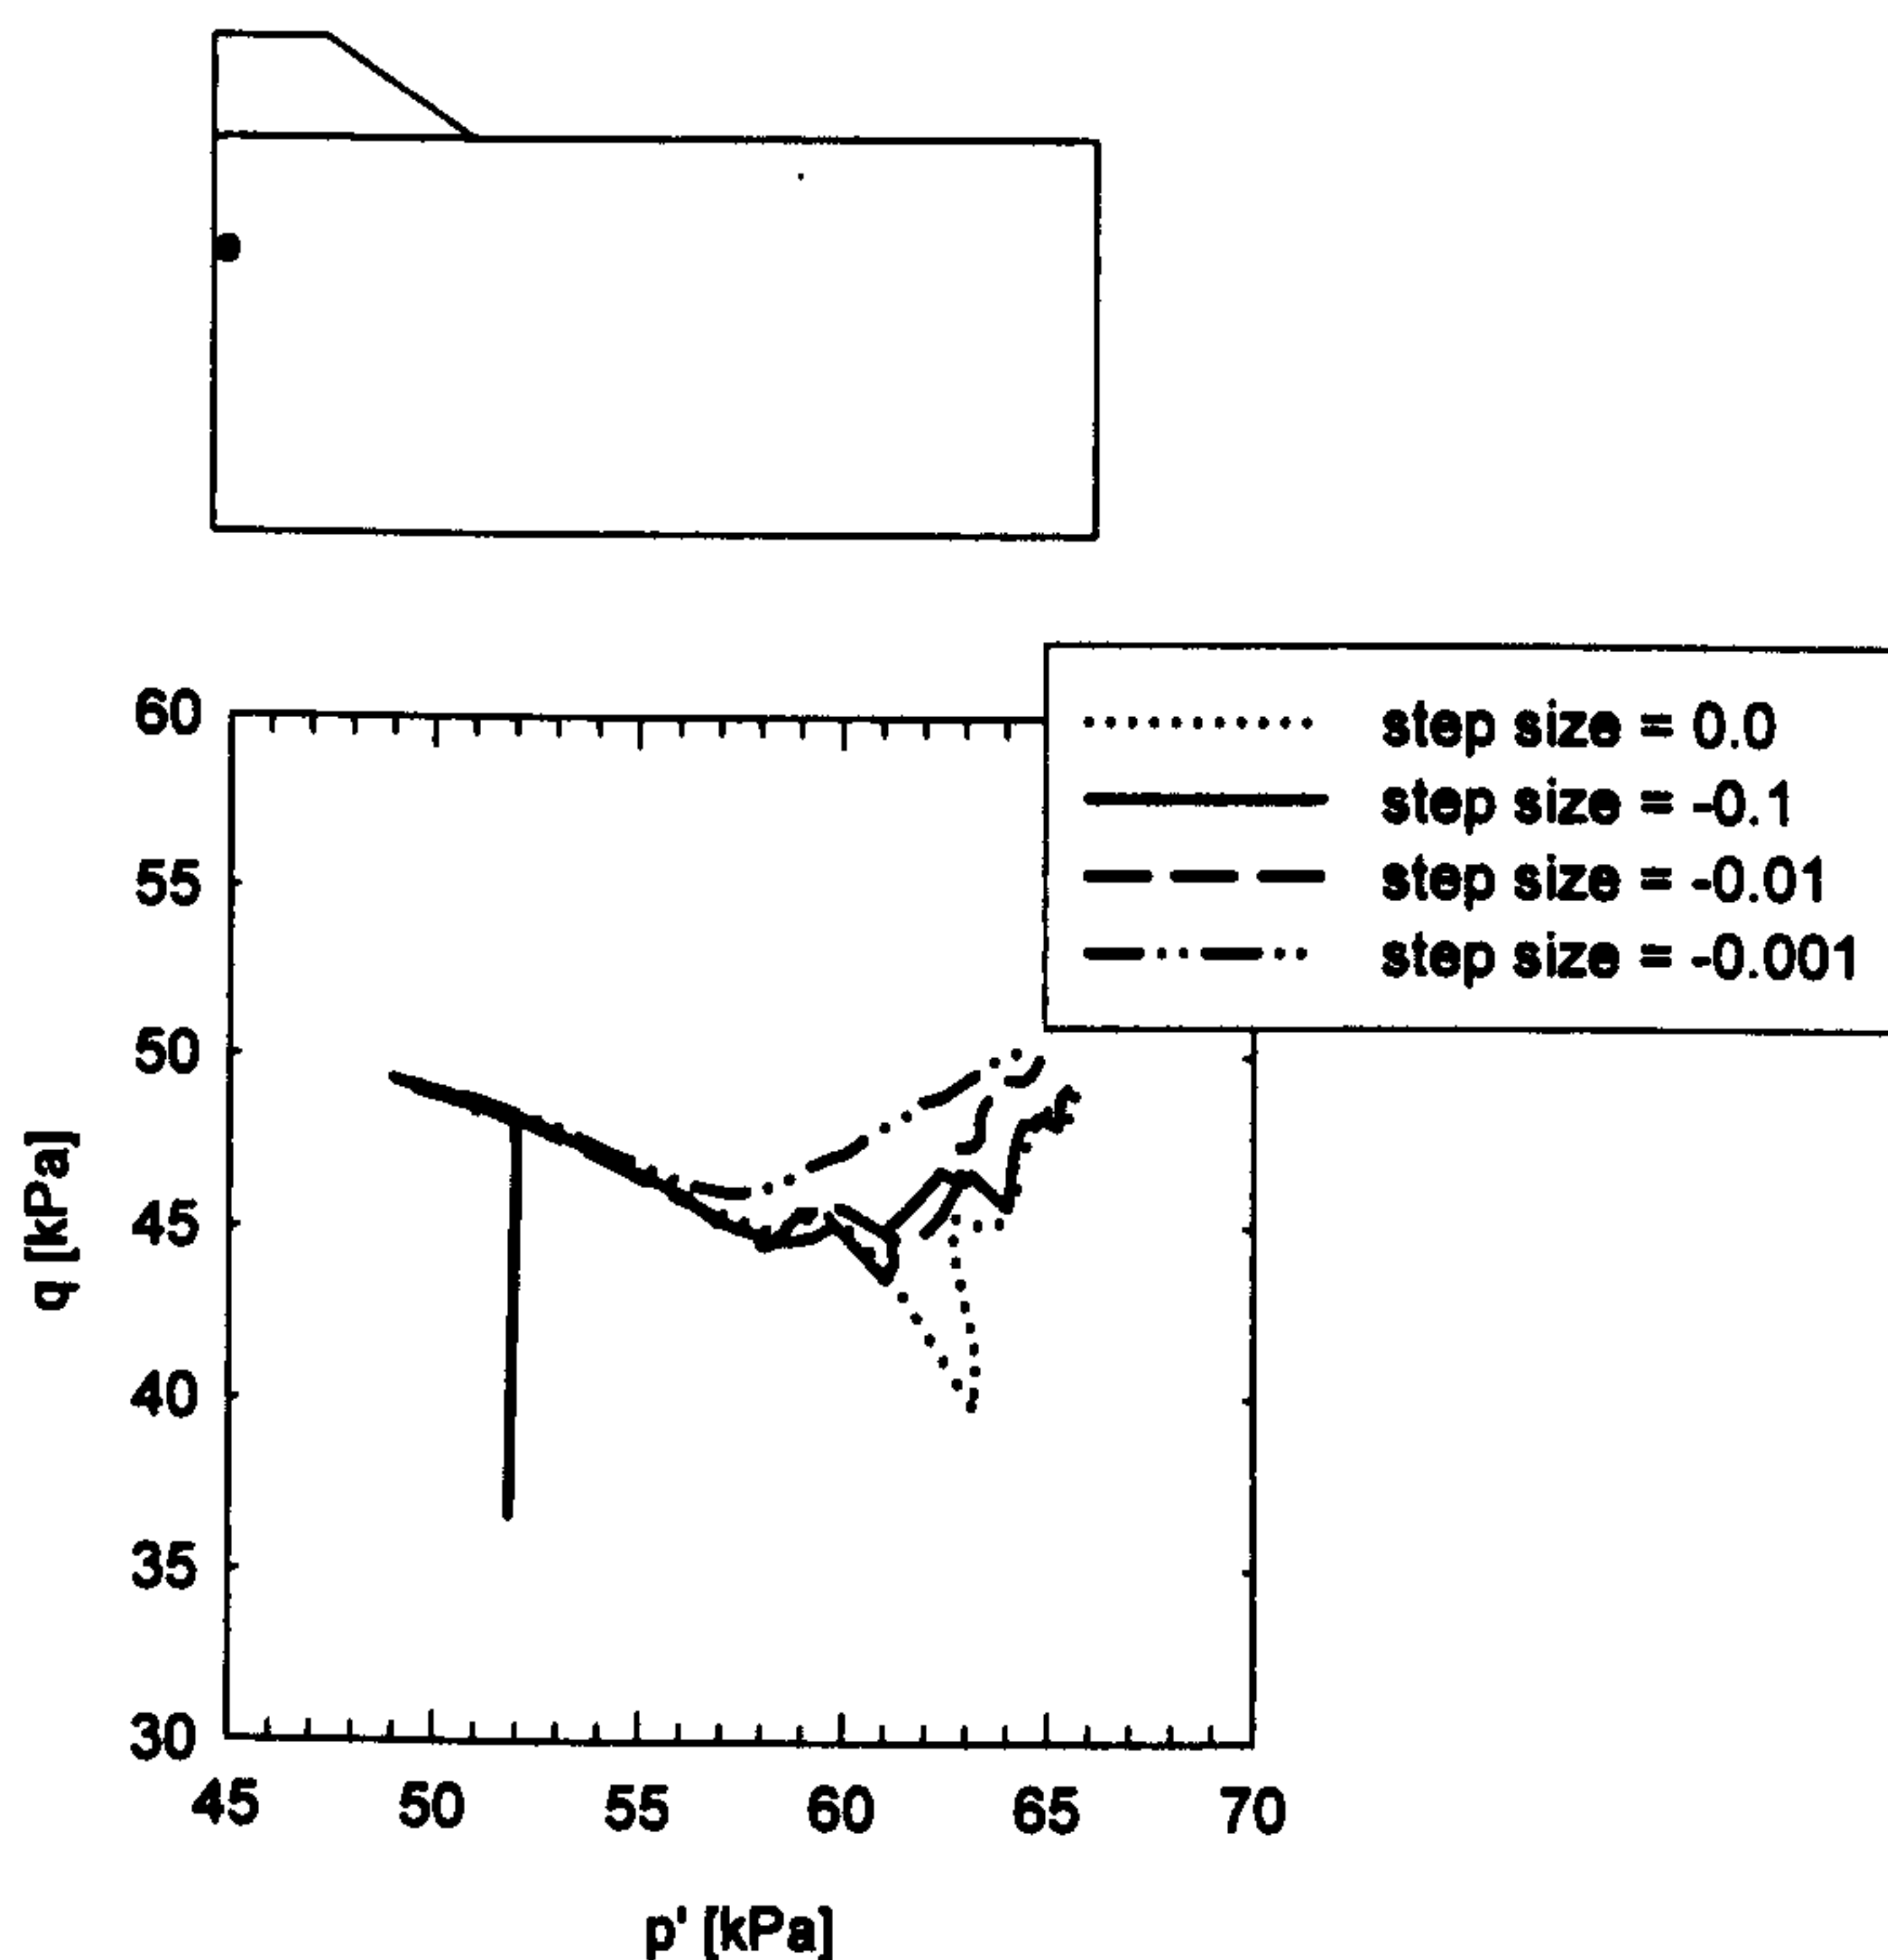 step size = 0.0
step size = -0.1
step size = -0.01
step size = -0.001
60
55
50
45
40
35
30
q [kPa]
45 50 55 60 65 70
p' [kPa]